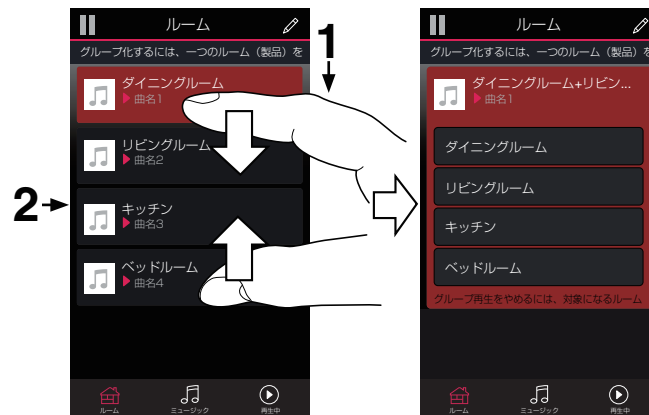 ルーム
グループ化するには、一つのルーム（製品）を
1
ダイニングルーム
曲名1
リビングルーム
曲名2
2
キッチン
曲名3
ベッドルーム
曲名4
ルーム
ミュージック
再生中
ルーム
グループ化するには、一つのルーム（製品）を
ダイニングルーム+リビン...
曲名1
ダイニングルーム
リビングルーム
キッチン
ベッドルーム
グループ再生をやめるには、対象になるルーム
ルーム
ミュージック
再生中